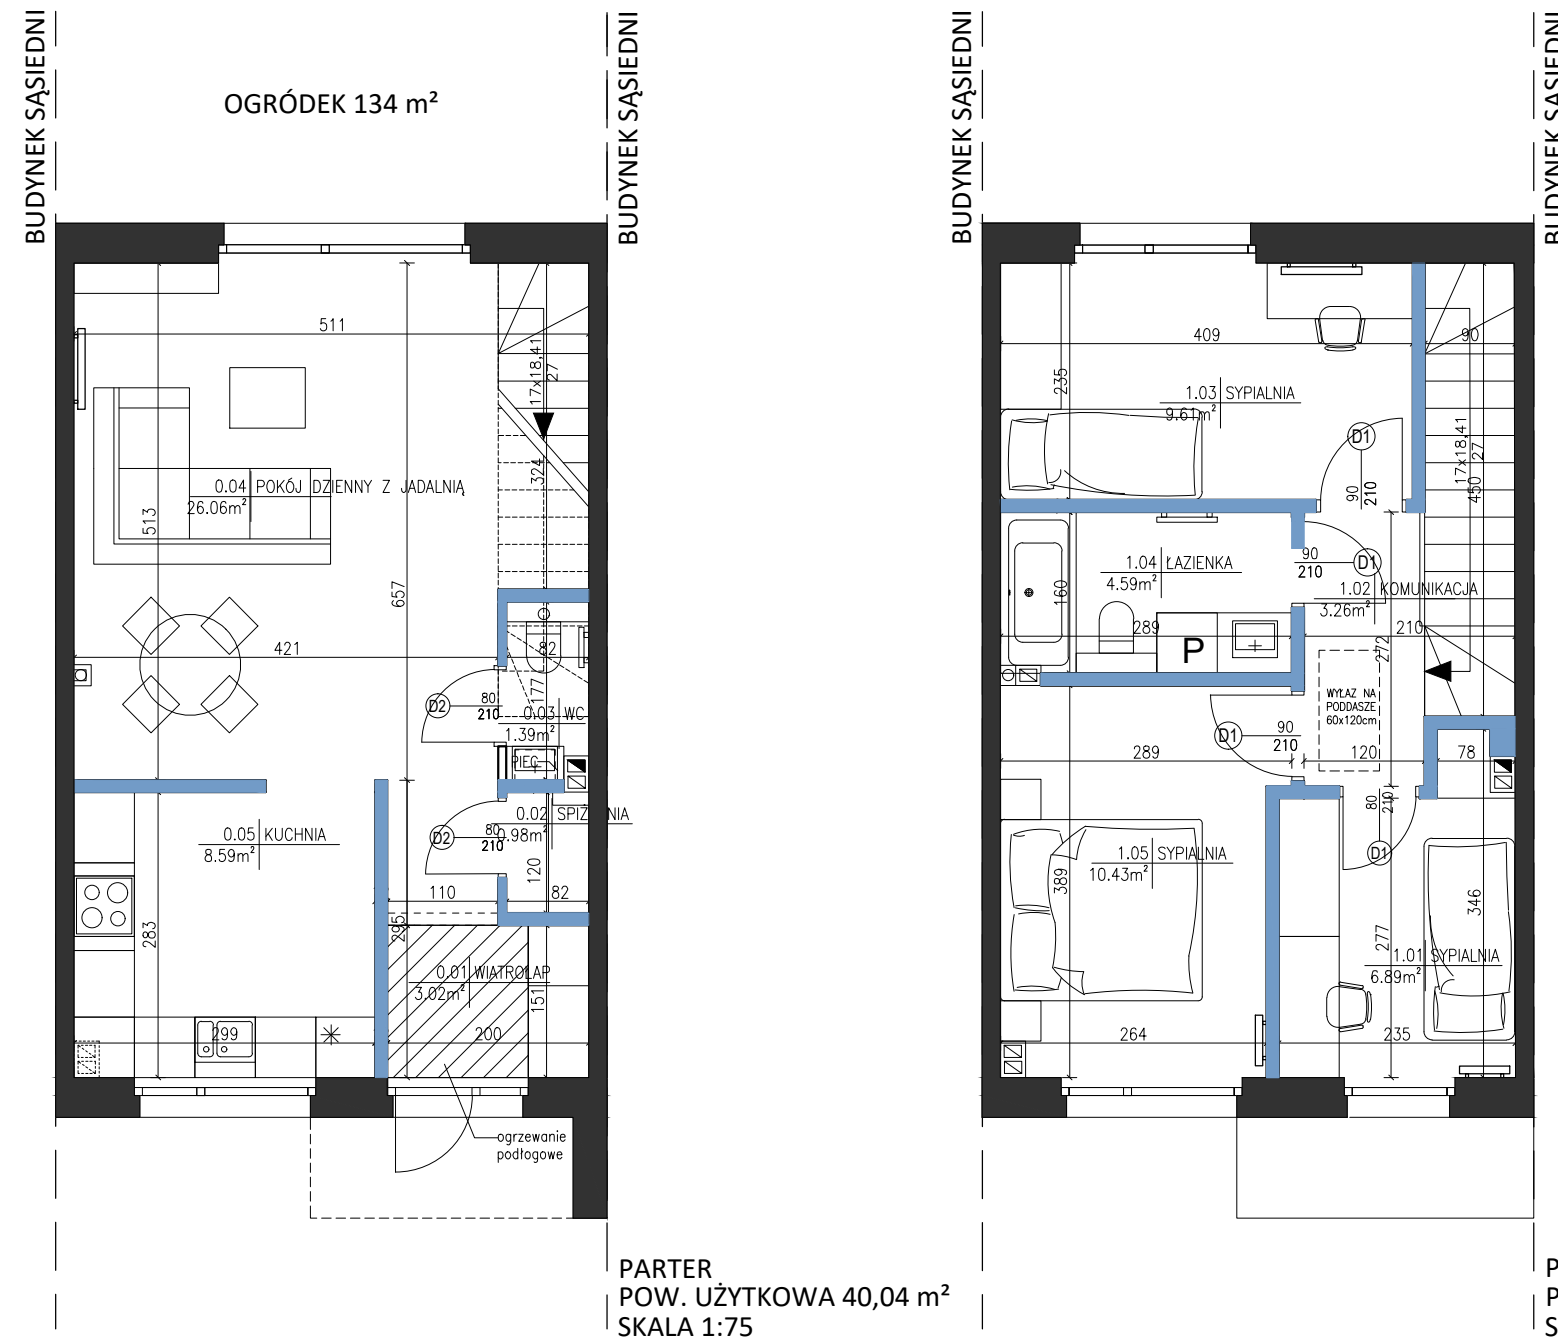 BUDYNEK SĄSIEDNI
OGRÓDEK 134 m²
BUDYNEK SĄSIEDNI
511
17x18,41
27
324
0.04 POKÓJ DZIENNY Z JADALNIĄ
26.06m²
513
657
421
82
177
D2
80
210
0.03 WC
1.39m²
PIEC
0.02
0.98m²
D2
80
210
0.05 KUCHNIA
8.59m²
120
110
82
283
295
0.01 WIATROŁAP
3.02m²
151
299
200
ogrzewanie
podłogowe
PARTER
POW. UŻYTKOWA 40,04 m²
SKALA 1:75
BUDYNEK SĄSIEDNI
BUDYNEK SĄSIEDNI
409
90
235
1.03 SYPIALNIA
9.61m²
D1
90
210
17x18,41
27
450
1.04 ŁAZIENKA
4.59m²
90
210
D1
1.02 KOMUNIKACJA
3.26m²
160
289
P
210
272
WYŁAZ NA
PODDASZE
60x120cm
D1
90
210
289
120
78
80
210
D1
1.05 SYPIALNIA
10.43m²
389
346
277
1.01 SYPIALNIA
6.89m²
264
235
P
P
S